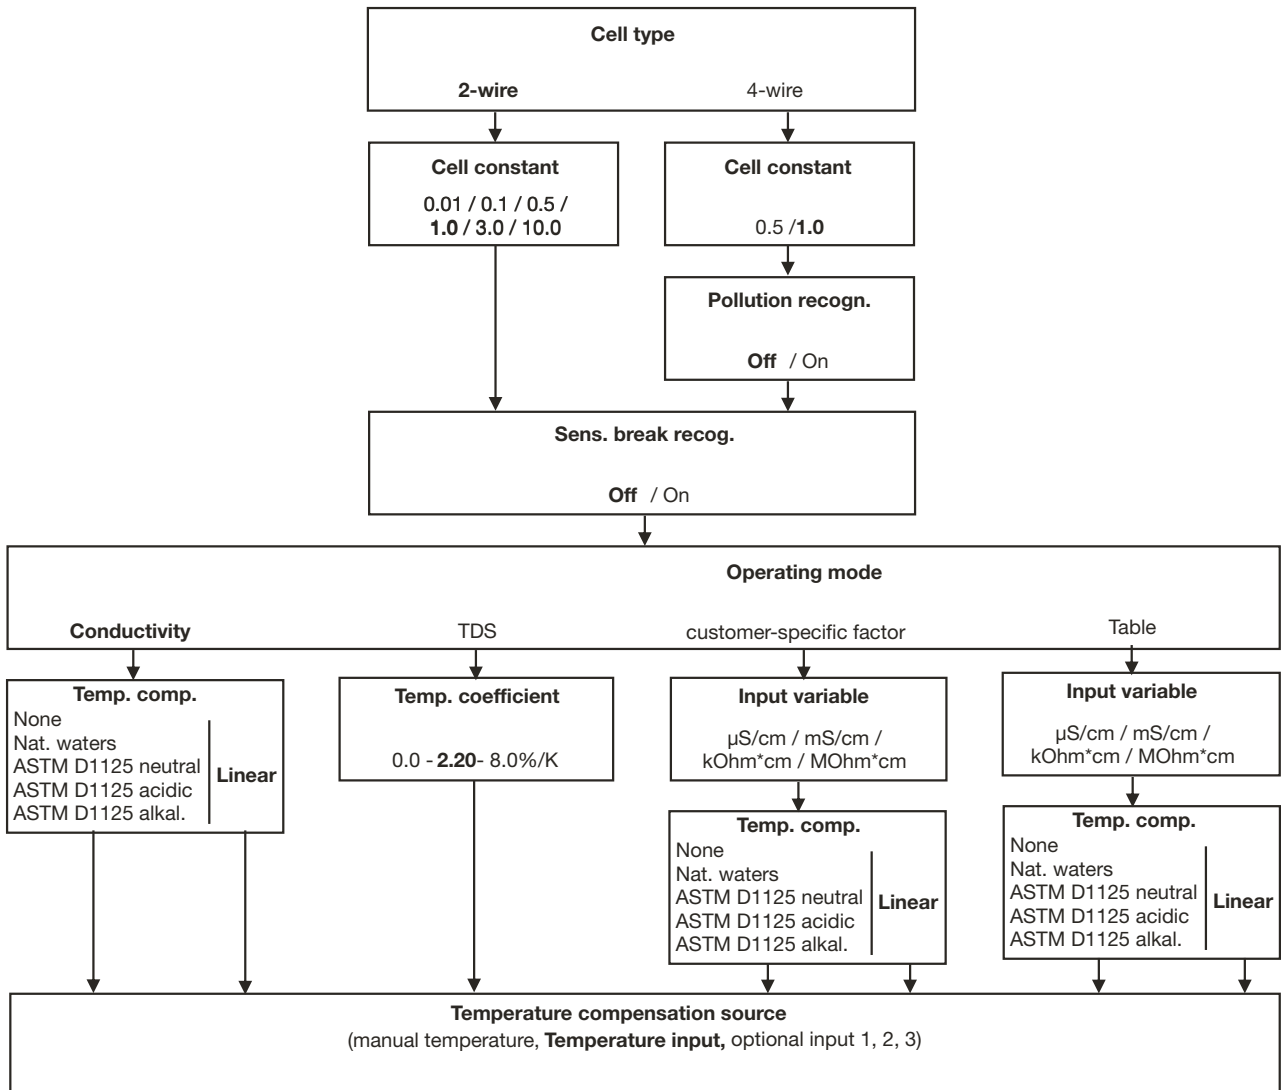 Cell type
2-wire
4-wire
Cell constant
0.01 / 0.1 / 0.5 /
1.0 / 3.0 / 10.0
Cell constant
0.5 /1.0
Pollution recogn.
Off / On
Sens. break recog.
Off / On
Operating mode
Conductivity
TDS
customer-specific factor
Table
Temp. comp.
None
Nat. waters
ASTM D1125 neutral
ASTM D1125 acidic
ASTM D1125 alkal.
Linear
Temp. coefficient
0.0 - 2.20- 8.0%/K
Input variable
µS/cm / mS/cm /
kOhm*cm / MOhm*cm
Temp. comp.
None
Nat. waters
ASTM D1125 neutral
ASTM D1125 acidic
ASTM D1125 alkal.
Linear
Input variable
µS/cm / mS/cm /
kOhm*cm / MOhm*cm
Temp. comp.
None
Nat. waters
ASTM D1125 neutral
ASTM D1125 acidic
ASTM D1125 alkal.
Linear
Temperature compensation source
(manual temperature, Temperature input, optional input 1, 2, 3)